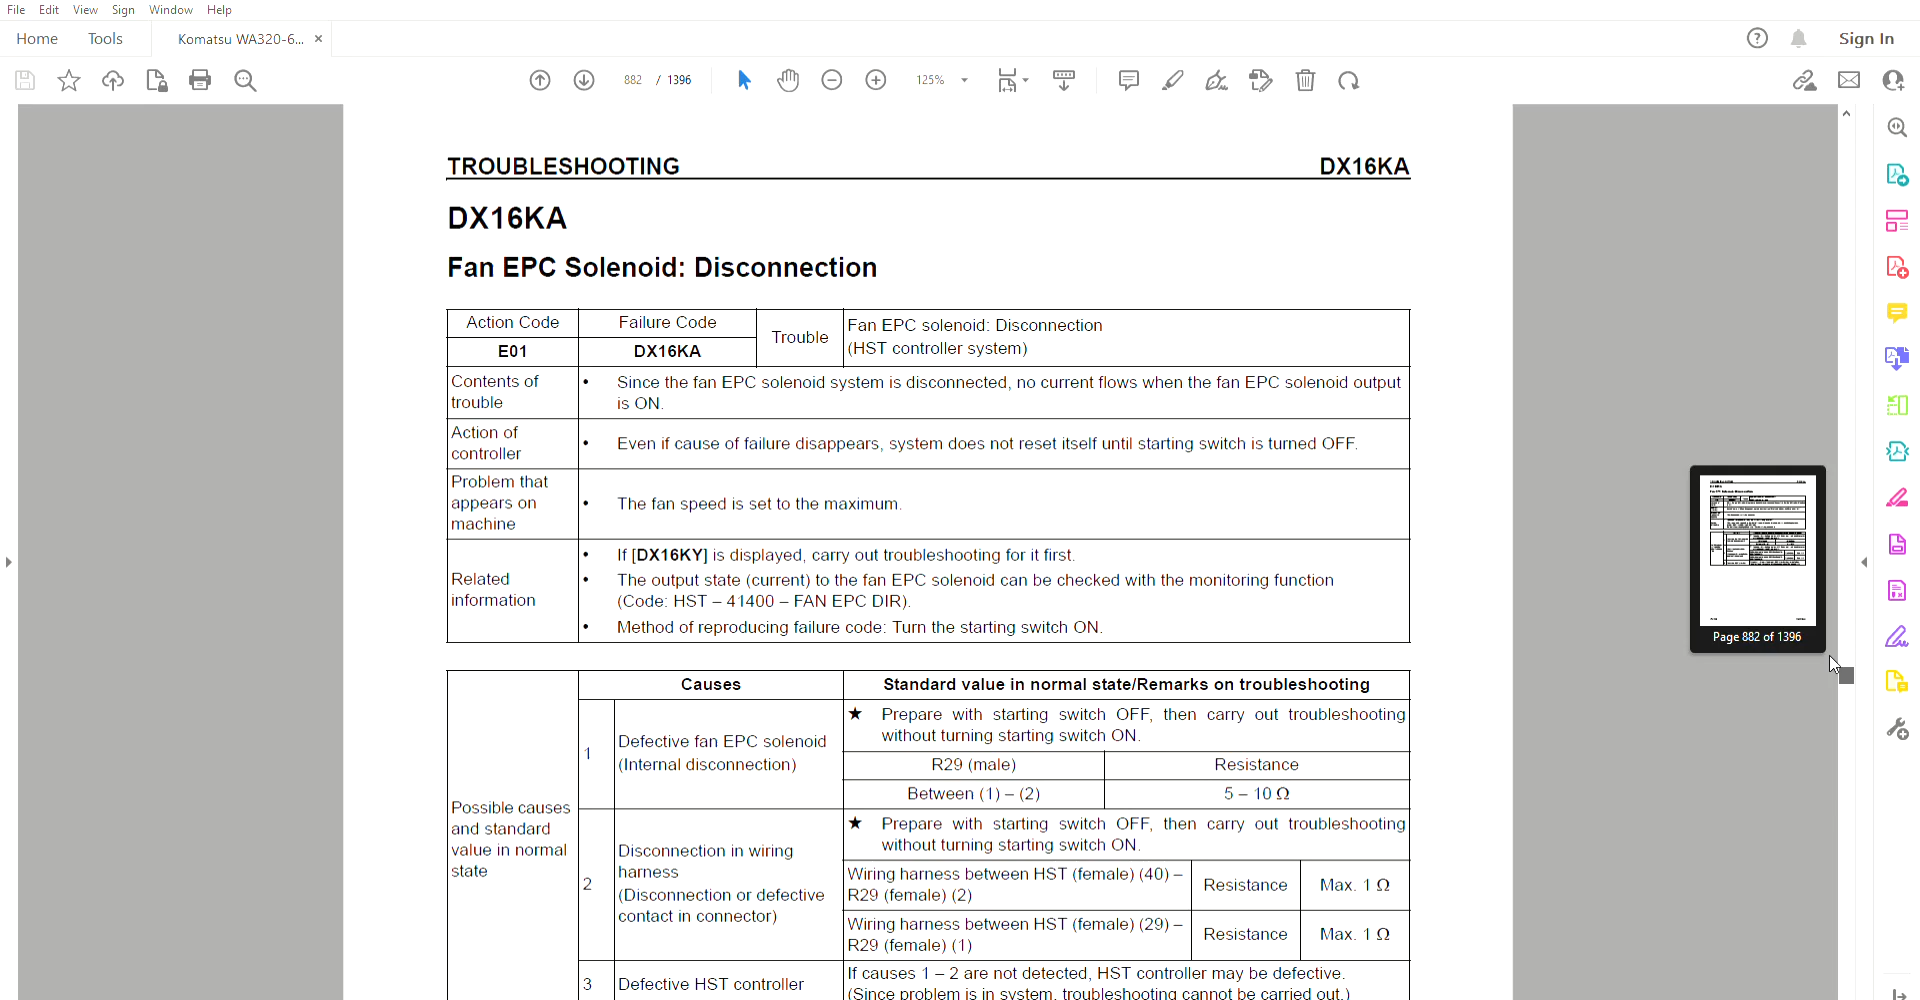 File Edit View Sign Window Help
Home Tools Komatsu WA320-6... × Sign In
882 / 1396 125%
TROUBLESHOOTING DX16KA
DX16KA
Fan EPC Solenoid: Disconnection
Action Code Failure Code Trouble Fan EPC solenoid: Disconnection
(HST controller system)
E01 DX16KA
Contents of
trouble
• Since the fan EPC solenoid system is disconnected, no current flows when the fan EPC solenoid output
is ON.
Action of
controller
• Even if cause of failure disappears, system does not reset itself until starting switch is turned OFF.
Problem that
appears on
machine
• The fan speed is set to the maximum.
Related
information
• If [DX16KY] is displayed, carry out troubleshooting for it first.
• The output state (current) to the fan EPC solenoid can be checked with the monitoring function
(Code: HST – 41400 – FAN EPC DIR).
• Method of reproducing failure code: Turn the starting switch ON.
Possible causes
and standard
value in normal
state
Causes Standard value in normal state/Remarks on troubleshooting
1 Defective fan EPC solenoid
(Internal disconnection)
★ Prepare with starting switch OFF, then carry out troubleshooting
without turning starting switch ON.
R29 (male) Resistance
Between (1) – (2) 5 – 10 Ω
2 Disconnection in wiring
harness
(Disconnection or defective
contact in connector)
★ Prepare with starting switch OFF, then carry out troubleshooting
without turning starting switch ON.
Wiring harness between HST (female) (40) –
R29 (female) (2) Resistance Max. 1 Ω
Wiring harness between HST (female) (29) –
R29 (female) (1) Resistance Max. 1 Ω
3 Defective HST controller
If causes 1 – 2 are not detected, HST controller may be defective.
(Since problem is in system, troubleshooting cannot be carried out.)
Page 882 of 1396